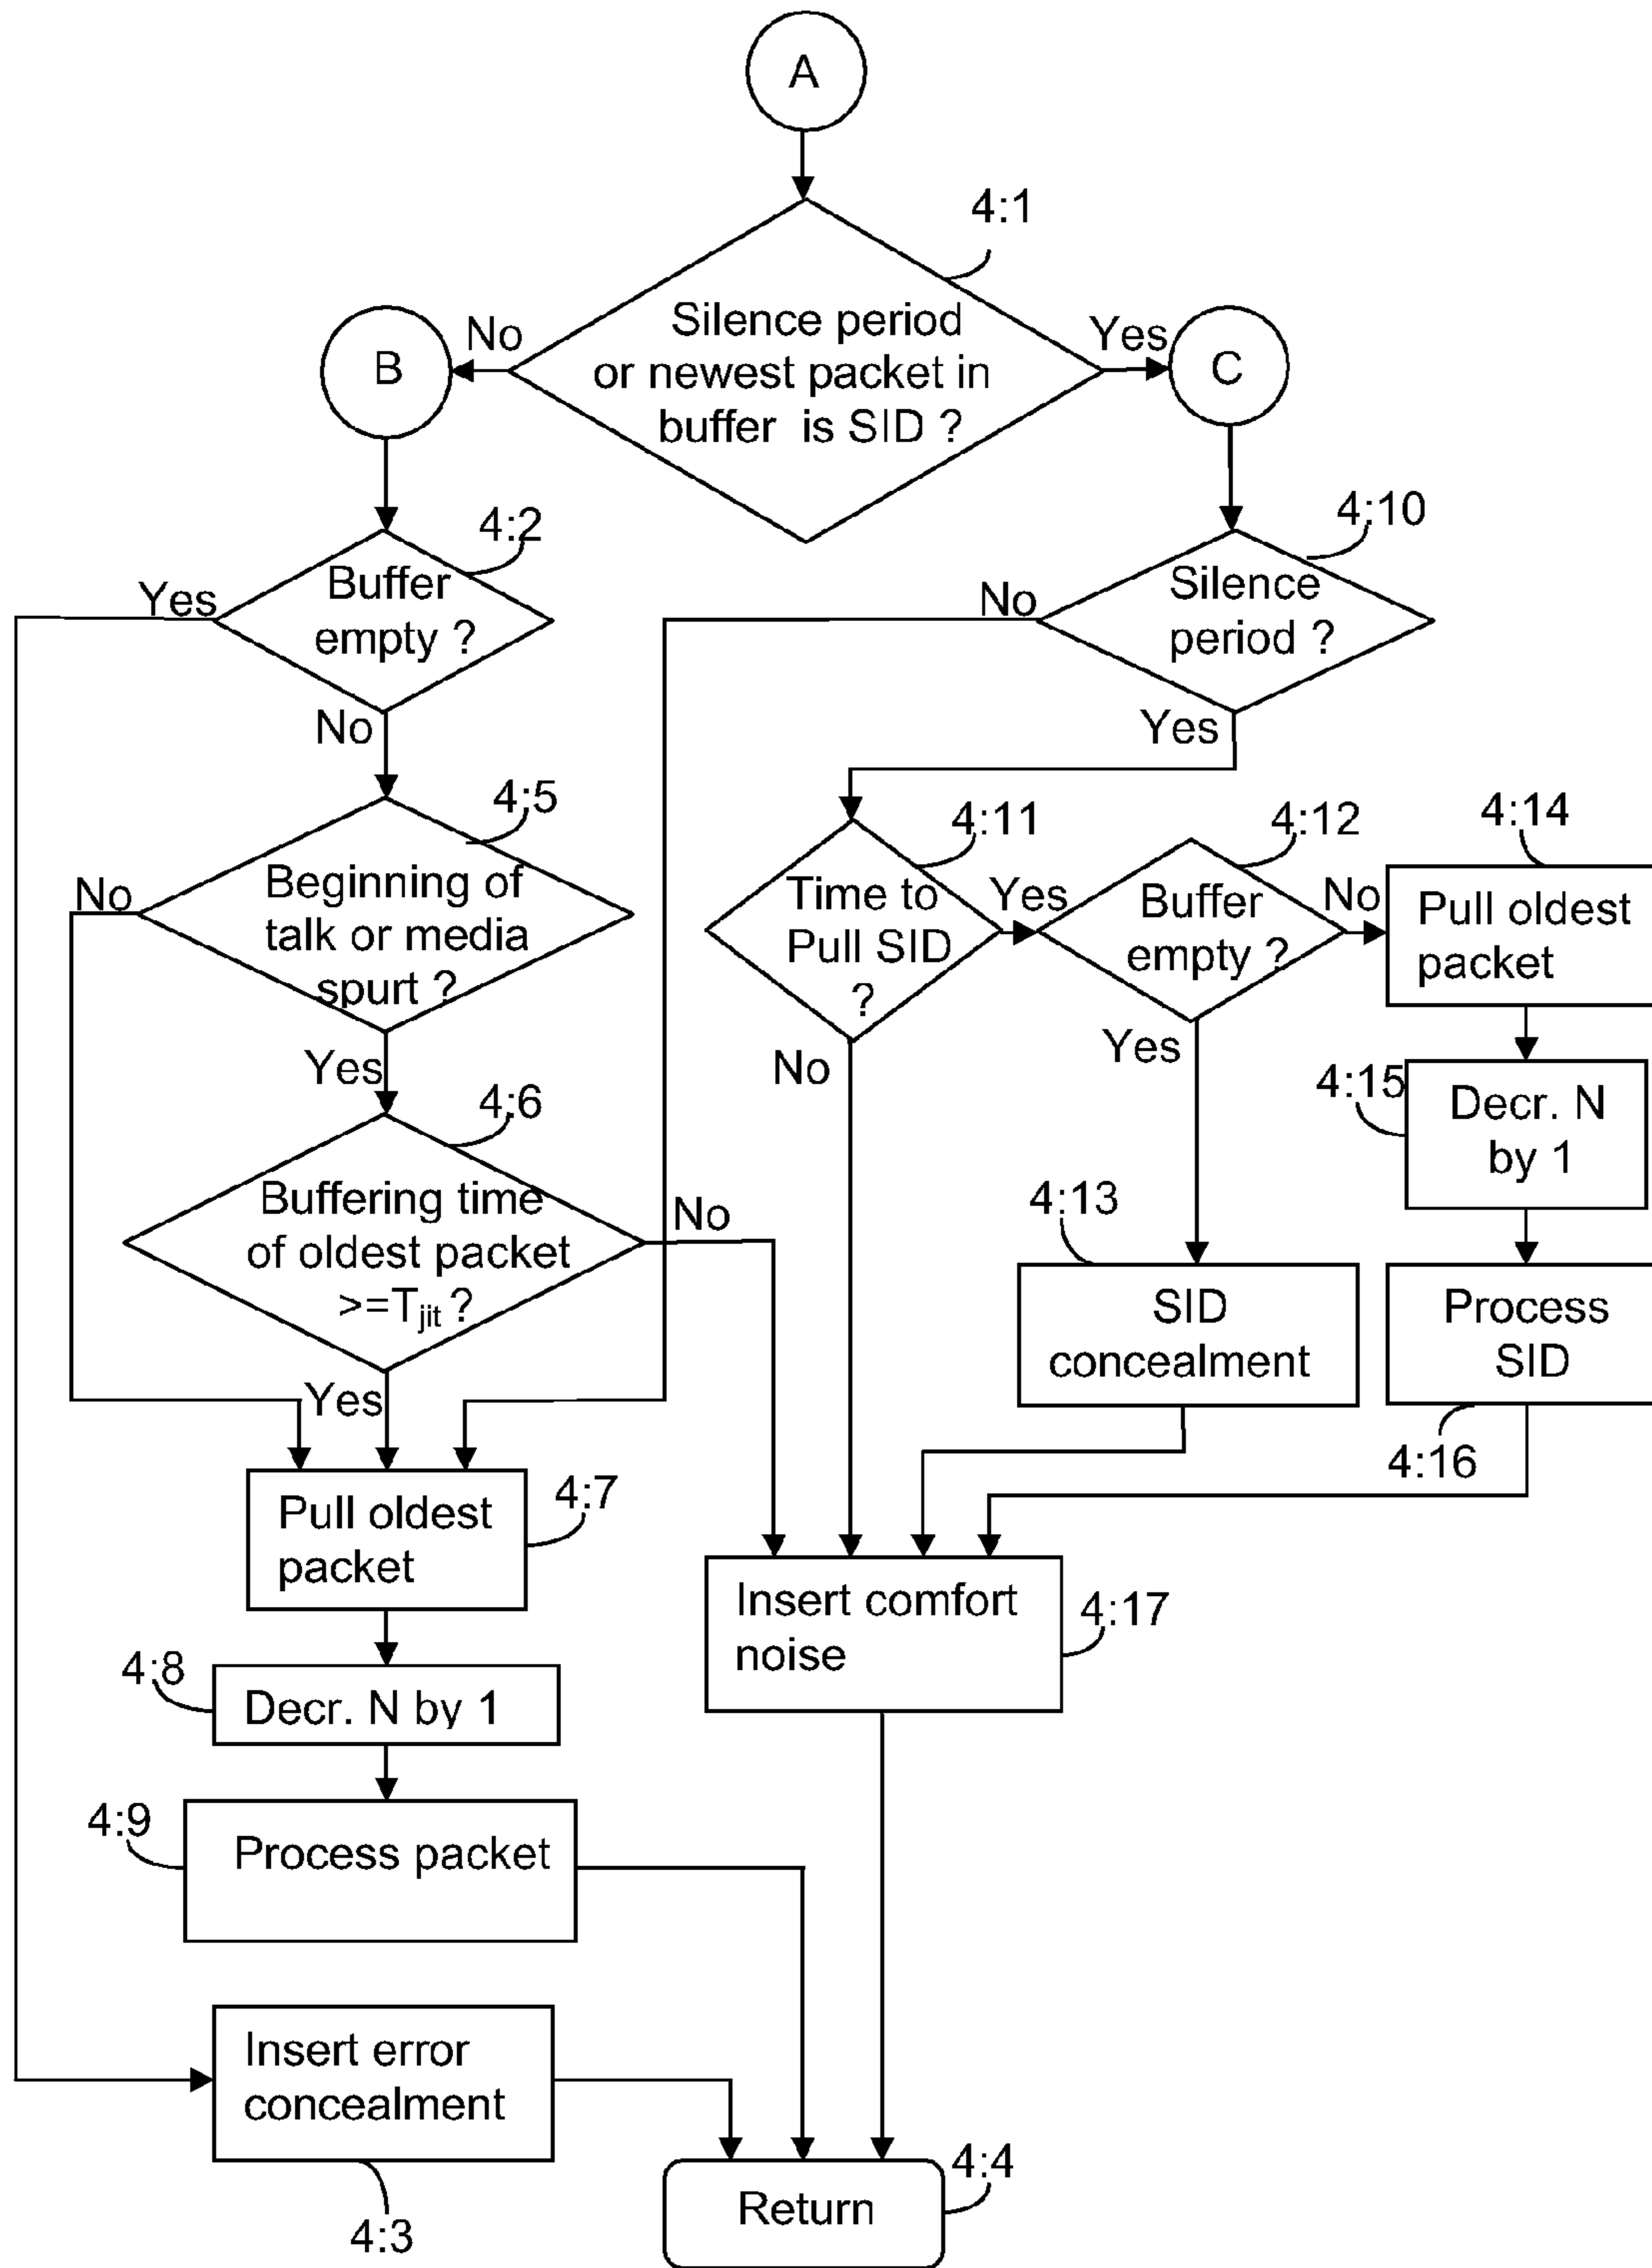 A
4:1
Silence period
or newest packet in
buffer is SID ?
No
Yes
B
C
4:2
Buffer
empty ?
Yes
No
4:10
Silence
period ?
No
Yes
4:5
Beginning of
talk or media
spurt ?
No
Yes
4:11
Time to
Pull SID
?
Yes
No
4:12
Buffer
empty ?
No
Yes
4:14
Pull oldest
packet
4:15
Decr. N
by 1
4:6
Buffering time
of oldest packet
>=Tjit ?
No
Yes
4:13
SID
concealment
Process
SID
4:16
Pull oldest
packet
4:7
Insert comfort
noise
4:17
4:8
Decr. N by 1
4:9
Process packet
Insert error
concealment
4:3
Return
4:4